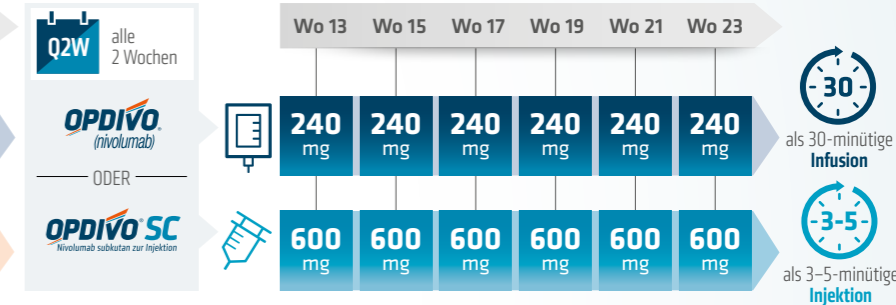 Q2W alle
2 Wochen
Wo 13 Wo 15 Wo 17 Wo 19 Wo 21 Wo 23
OPDIVO®
(nivolumab)
240 240 240 240 240 240
mg mg mg mg mg mg
30
als 30-minütige
Infusion
ODER
OPDIVO® SC
Nivolumab subkutan zur Injektion
600 600 600 600 600 600
mg mg mg mg mg mg
3-5
als 3–5-minütige
Injektion